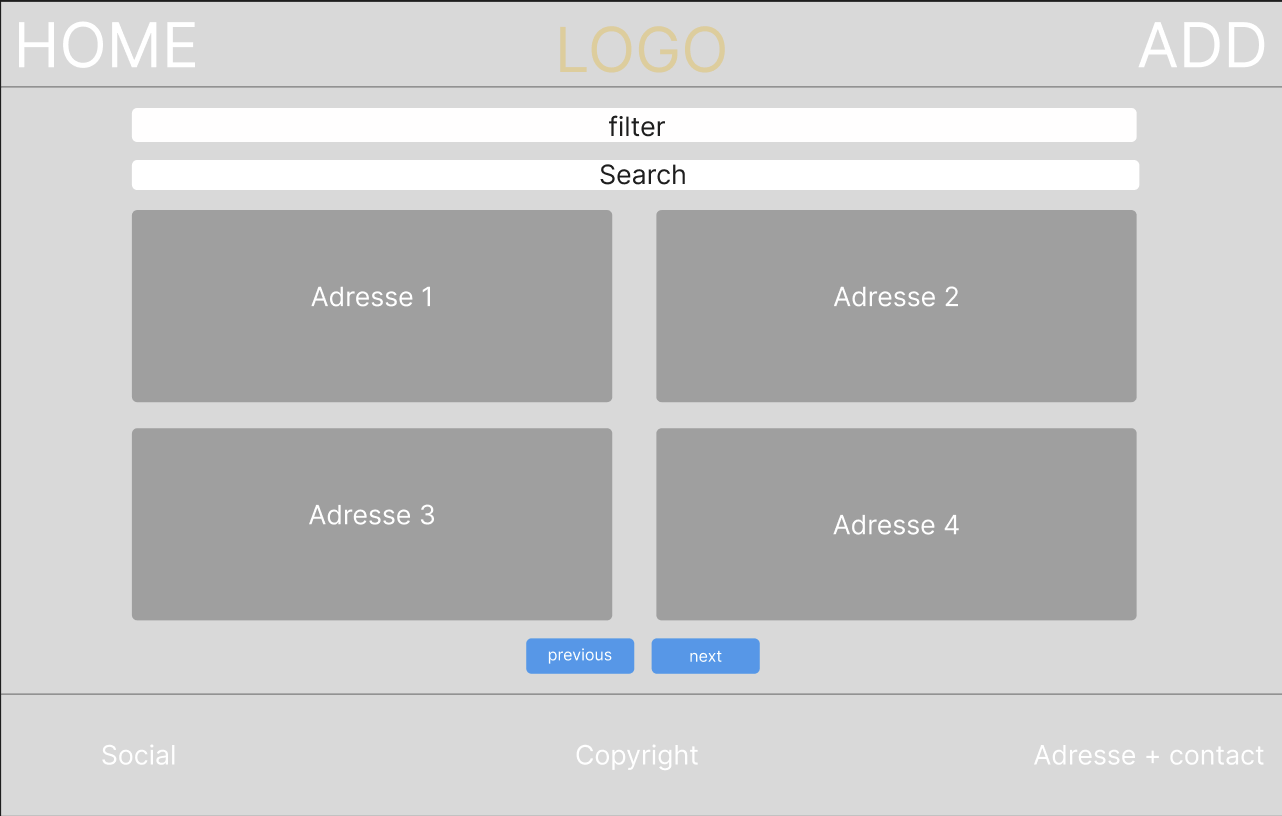 HOME
LOGO
ADD
filter
Search
Adresse 1
Adresse 2
Adresse 3
Adresse 4
previous
next
Social
Copyright
Adresse + contact